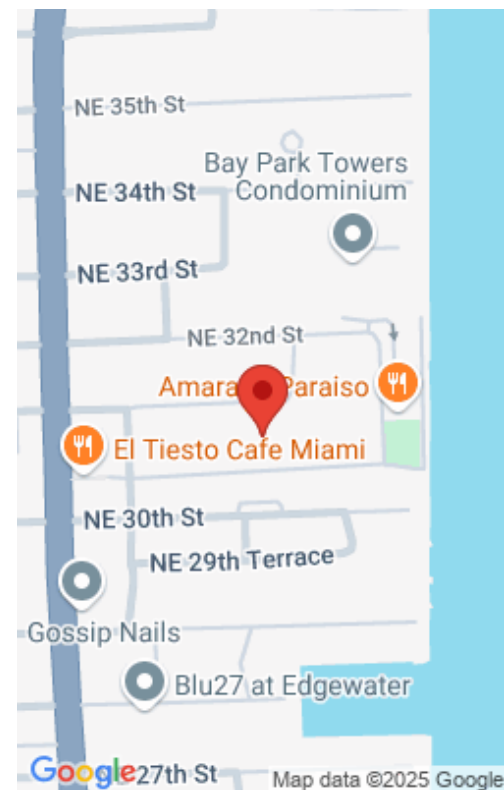 NE 35th St
Bay Park Towers
Condominium
NE 34th St
NE 33rd St
NE 32nd St
Amara Paraiso
El Tiesto Cafe Miami
NE 30th St
NE 29th Terrace
Gossip Nails
Blu27 at Edgewater
Google
27th St
Map data ©2025 Google